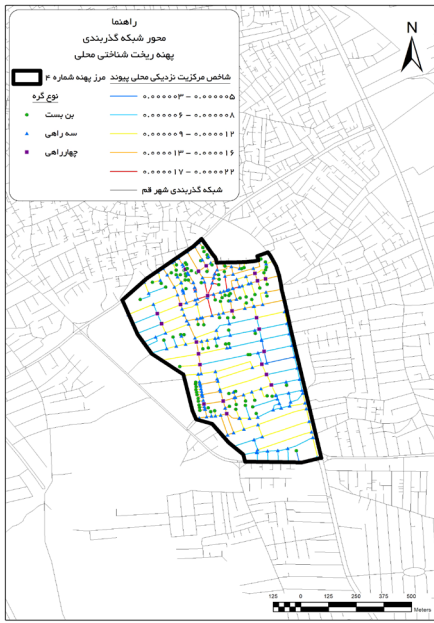 راهنما
محور شبکه گذربندی
پهنه ریخت شناختی محلی
شاخص مرکزیت نزدیکی محلی پیوند
مرز پهنه شماره ۴
نوع گره
بن بست
سه راهی
چهارراهی
۰.۰۰۰۰۰۳ - ۰.۰۰۰۰۰۵
۰.۰۰۰۰۰۶ - ۰.۰۰۰۰۰۸
۰.۰۰۰۰۰۹ - ۰.۰۰۰۰۱۲
۰.۰۰۰۰۱۳ - ۰.۰۰۰۰۱۶
۰.۰۰۰۰۱۷ - ۰.۰۰۰۰۲۲
شبکه گذربندی شهر قم
N
125 0 125 250 375 500
Meters